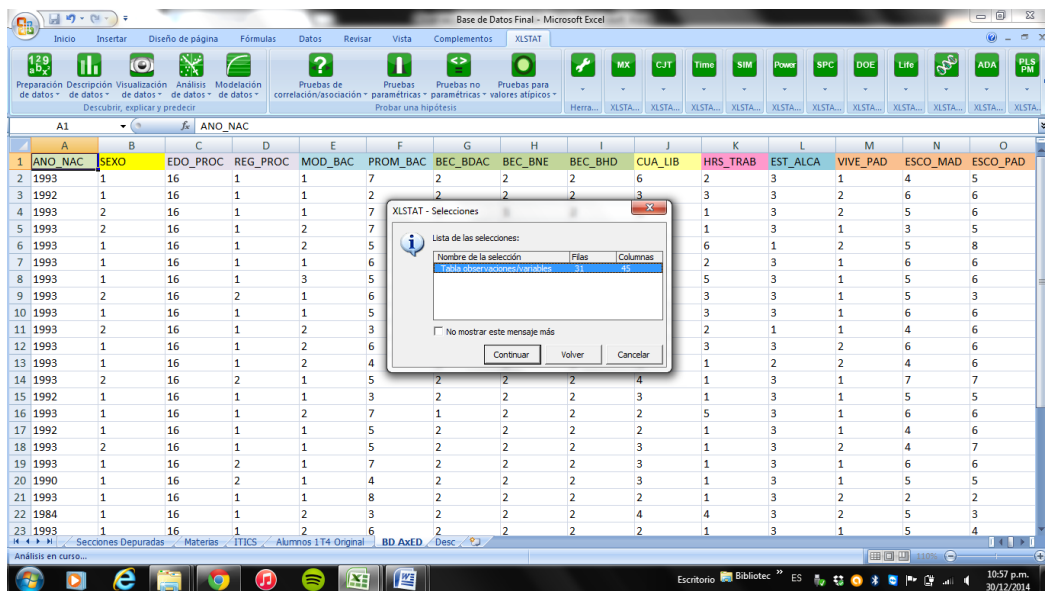 Base de Datos Final - Microsoft Excel
Inicio Insertar Diseño de página Fórmulas Datos Revisar Vista Complementos XLSTAT
MX CJT Time SIM Power SPC DOE Life ADA PLS PM
Preparación de datos Descripción de datos Visualización de datos Análisis de datos Modelación de datos Pruebas de correlación/asociación Pruebas paramétricas Pruebas no paramétricas Pruebas para valores atípicos Herra... XLSTA... XLSTA... XLSTA... XLSTA... XLSTA... XLSTA... XLSTA... XLSTA... XLSTA... XLSTA... XLSTA..
Descubrir, explicar y predecir Probar una hipótesis
A1 fx ANO_NAC
A B C D E F G H I J K L M N O
1 ANO_NAC SEXO EDO_PROC REG_PROC MOD_BAC PROM_BAC BEC_BDAC BEC_BNE BEC_BHD CUA_LIB HRS_TRAB EST_ALCA VIVE_PAD ESCO_MAD ESCO_PAD
2 1993 1 16 1 1 7 2 2 2 6 2 3 1 4 5
3 1992 1 16 1 1 2 2 2 2 3 3 3 2 6 6
4 1993 2 16 1 1 7 1 3 2 5 6
5 1993 2 16 1 2 7 1 3 1 3 5
6 1993 1 16 1 2 5 6 1 2 5 8
7 1993 1 16 1 1 6 2 3 1 6 6
8 1993 1 16 1 3 5 5 3 1 5 6
9 1993 2 16 2 1 6 3 3 1 5 3
10 1993 1 16 1 1 5 3 3 1 6 6
11 1993 2 16 1 2 3 2 1 1 4 6
12 1993 1 16 1 2 6 3 3 2 6 6
13 1993 1 16 1 2 4 1 2 2 4 6
14 1993 2 16 2 1 5 2 2 2 4 1 3 1 7 7
15 1992 1 16 1 1 3 2 2 2 3 1 3 1 5 5
16 1993 1 16 1 2 7 1 2 2 2 5 3 1 6 6
17 1992 1 16 1 1 5 2 2 2 2 1 3 1 4 6
18 1993 2 16 1 1 5 2 2 2 3 1 3 2 4 7
19 1993 1 16 2 1 7 2 2 2 3 1 3 1 6 6
20 1990 1 16 2 1 4 2 2 2 3 1 3 1 5 5
21 1993 1 16 1 1 8 2 2 2 2 1 3 2 2 2
22 1984 1 16 1 2 3 2 2 2 4 4 3 2 5 3
23 1993 1 16 1 2 6 2 2 2 2 1 3 1 5 4
XLSTAT - Selecciones
Lista de las selecciones:
Nombre de la selección Filas Columnas
Tabla observaciones/variables 31 45
No mostrar este mensaje más
Continuar Volver Cancelar
Secciones Depuradas Materias ITICS Alumnos 1T4 Original BD AxED Desc
Análisis en curso... 110%
Escritorio Bibliotec » ES 10:57 p.m.
30/12/2014